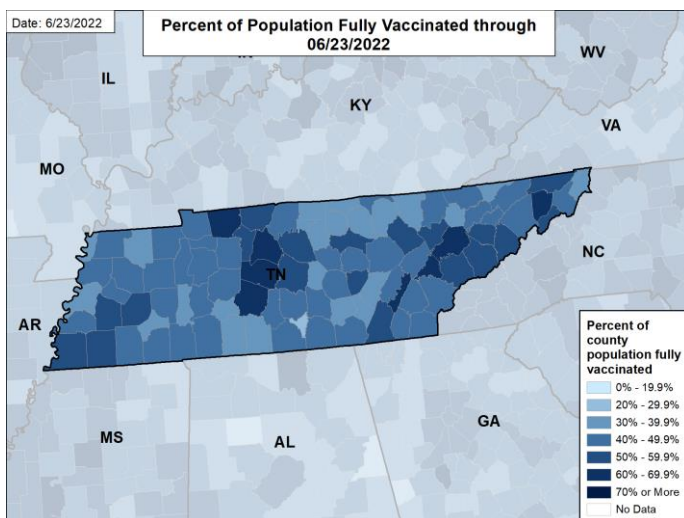 Date: 6/23/2022
Percent of Population Fully Vaccinated through
06/23/2022
WV
IL
KY
VA
MO
NC
TN
AR
MS
AL
GA
Percent of
county
population fully
vaccinated
0% - 19.9%
20% - 29.9%
30% - 39.9%
40% - 49.9%
50% - 59.9%
60% - 69.9%
70% or More
No Data